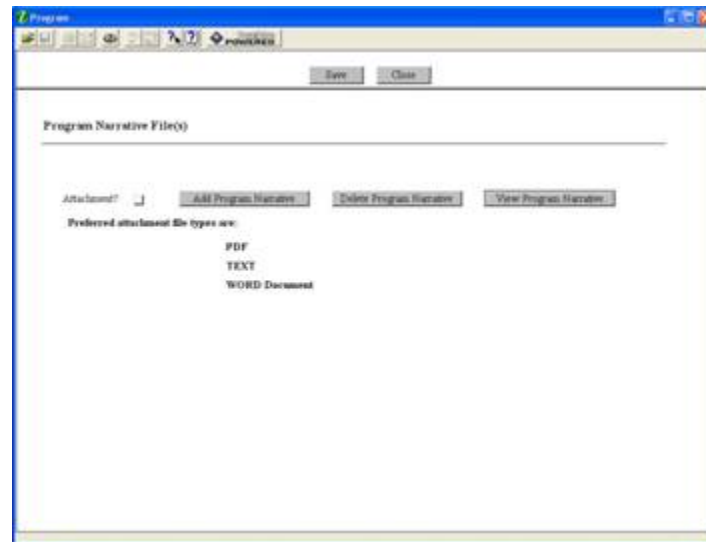 Program
POWERED
Save Close
Program Narrative File(s)
Attachment? Add Program Narrative Delete Program Narrative View Program Narrative
Preferred attachment file types are:
PDF
TEXT
WORD Document